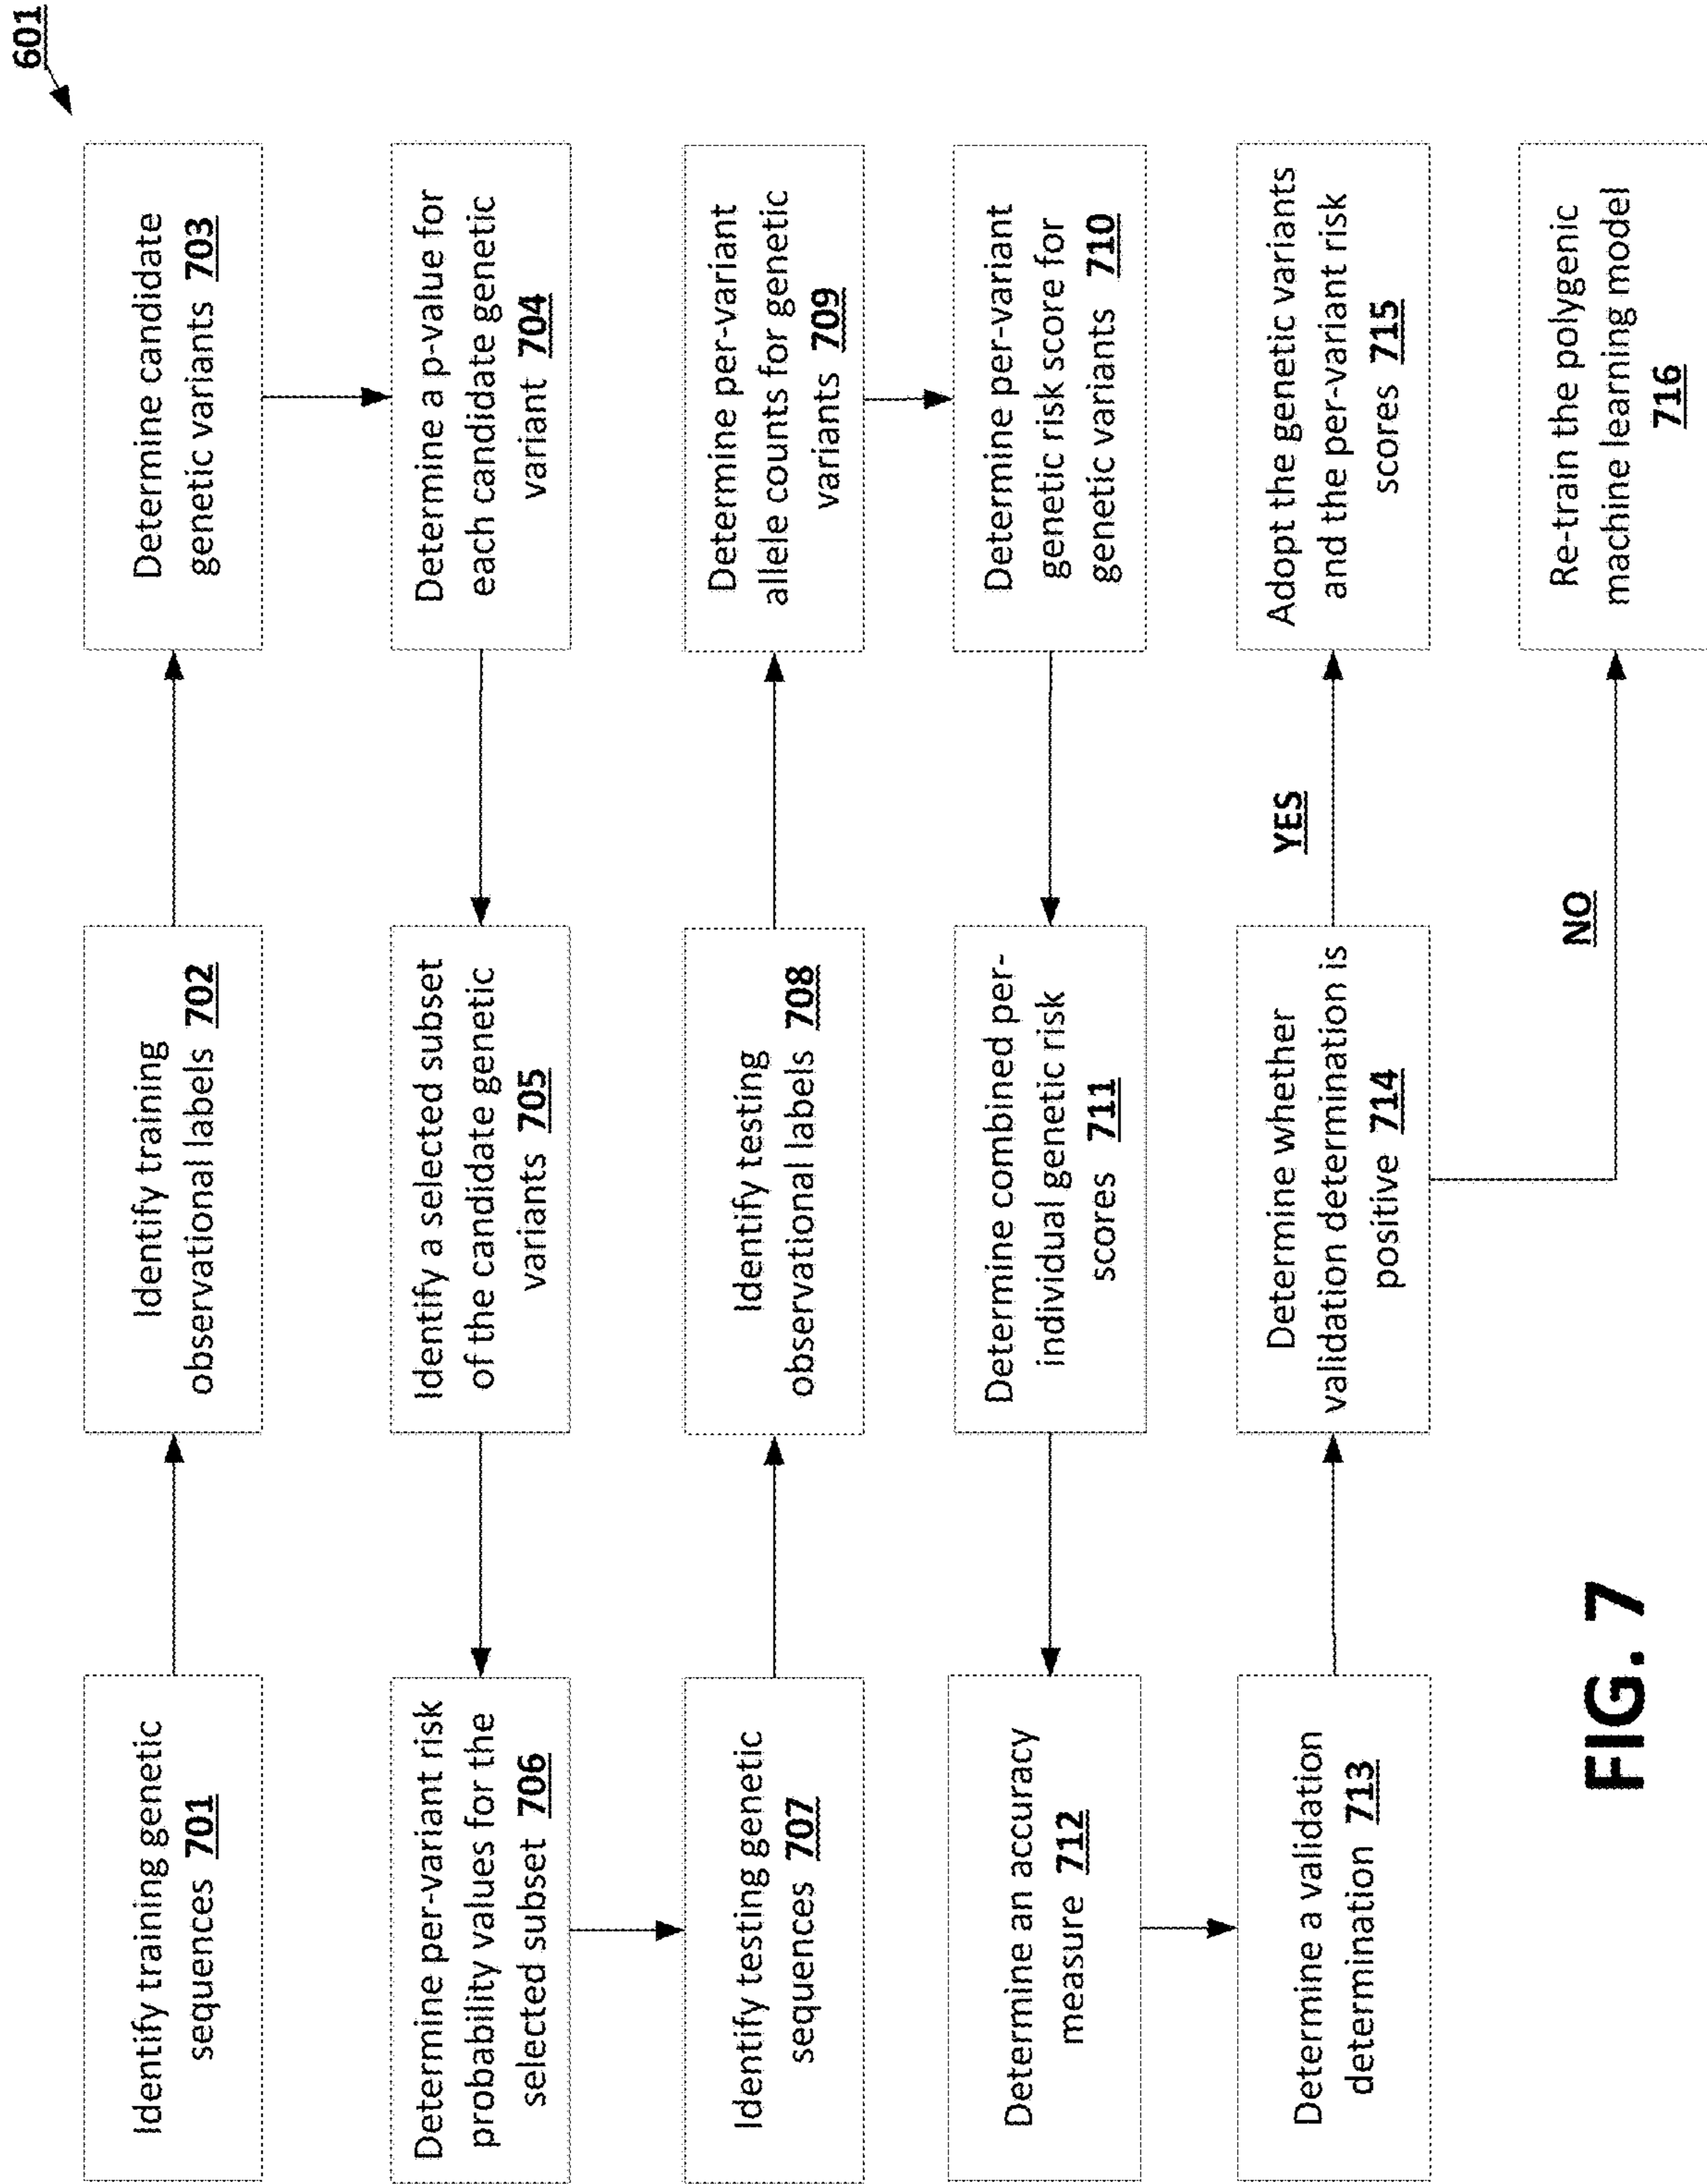 601
Identify training genetic
sequences 701
Identify training
observational labels 702
Determine candidate
genetic variants 703
Determine a p-value for
each candidate genetic
variant 704
Identify a selected subset
of the candidate genetic
variants 705
Determine per-variant risk
probability values for the
selected subset 706
Identify testing genetic
sequences 707
Identify testing
observational labels 708
Determine per-variant
allele counts for genetic
variants 709
Determine per-variant
genetic risk score for
genetic variants 710
Determine combined per-
individual genetic risk
scores 711
Determine an accuracy
measure 712
Determine a validation
determination 713
Determine whether
validation determination is
positive 714
YES
Adopt the genetic variants
and the per-variant risk
scores 715
NO
Re-train the polygenic
machine learning model
716
FIG. 7